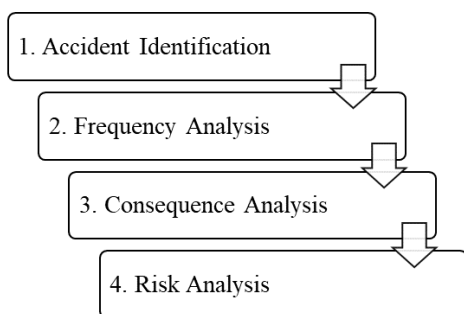 1. Accident Identification
2. Frequency Analysis
3. Consequence Analysis
4. Risk Analysis